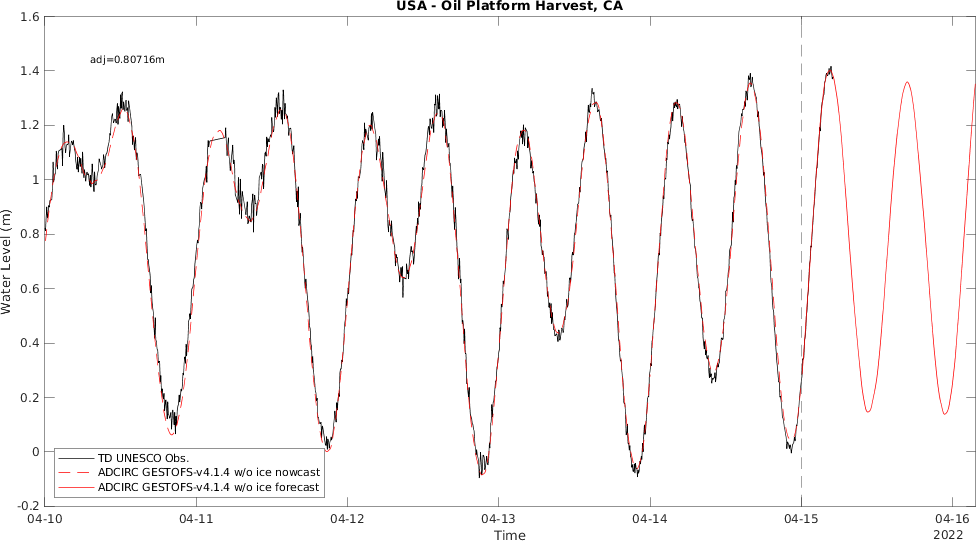 USA - Oil Platform Harvest, CA
adj=0.80716m
1.6
1.4
1.2
1
0.8
0.6
0.4
0.2
0
-0.2
Water Level (m)
TD UNESCO Obs.
ADCIRC GESTOFS-v4.1.4 w/o ice nowcast
ADCIRC GESTOFS-v4.1.4 w/o ice forecast
04-10 04-11 04-12 04-13 04-14 04-15 04-16
Time
2022